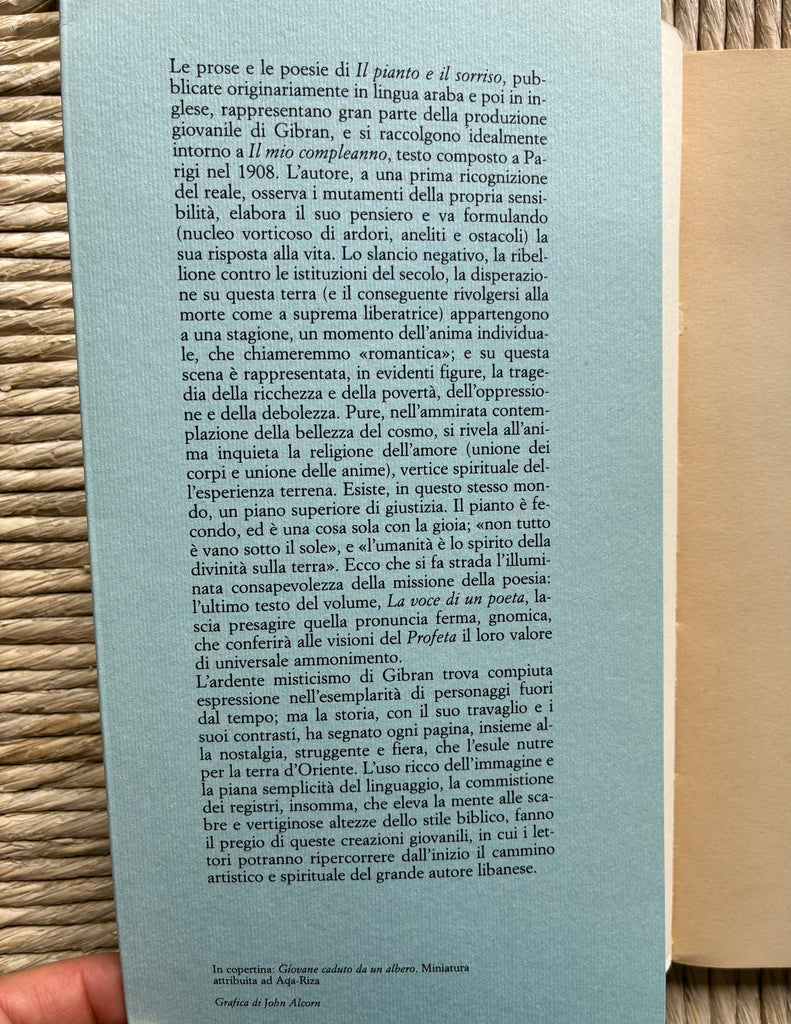 Le prose e le poesie di Il pianto e il sorriso, pub-
blicate originariamente in lingua araba e poi in in-
glese, rappresentano gran parte della produzione
giovanile di Gibran, e si raccolgono idealmente
intorno a Il mio compleanno, testo composto a Pa-
rigi nel 1908. L'autore, a una prima ricognizione
del reale, osserva i mutamenti della propria sensi-
bilità, elabora il suo pensiero e va formulando
(nucleo vorticoso di ardori, aneliti e ostacoli) la
sua risposta alla vita. Lo slancio negativo, la ribel-
lione contro le istituzioni del secolo, la disperazio-
ne su questa terra (e il conseguente rivolgersi alla
morte come a suprema liberatrice) appartengono
a una stagione, un momento dell'anima individua-
le, che chiameremmo «romantica»; e su questa
scena è rappresentata, in evidenti figure, la trage-
dia della ricchezza e della povertà, dell'oppressio-
ne e della debolezza. Pure, nell'ammirata contem-
plazione della bellezza del cosmo, si rivela all'ani-
ma inquieta la religione dell'amore (unione dei
corpi e unione delle anime), vertice spirituale del-
l'esperienza terrena. Esiste, in questo stesso mon-
do, un piano superiore di giustizia. Il pianto è fe-
condo, ed è una cosa sola con la gioia; «non tutto
è vano sotto il sole», e «l'umanità è lo spirito della
divinità sulla terra». Ecco che si fa strada l'illumi-
nata consapevolezza della missione della poesia:
l'ultimo testo del volume, La voce di un poeta, la-
scia presagire quella pronuncia ferma, gnomica,
che conferirà alle visioni del Profeta il loro valore
di universale ammonimento.
L'ardente misticismo di Gibran trova compiuta
espressione nell'esemplarità di personaggi fuori
dal tempo; ma la storia, con il suo travaglio e i
suoi contrasti, ha segnato ogni pagina, insieme al-
la nostalgia, struggente e fiera, che l'esule nutre
per la terra d'Oriente. L'uso ricco dell'immagine e
la piana semplicità del linguaggio, la commistione
dei registri, insomma, che eleva la mente alle sca-
bre e vertiginose altezze dello stile biblico, fanno
il pregio di queste creazioni giovanili, in cui i let-
tori potranno ripercorrere dall'inizio il cammino
artistico e spirituale del grande autore libanese.
In copertina: Giovane caduto da un albero. Miniatura
attribuita ad Aqa-Riza
Grafica di John Alcorn